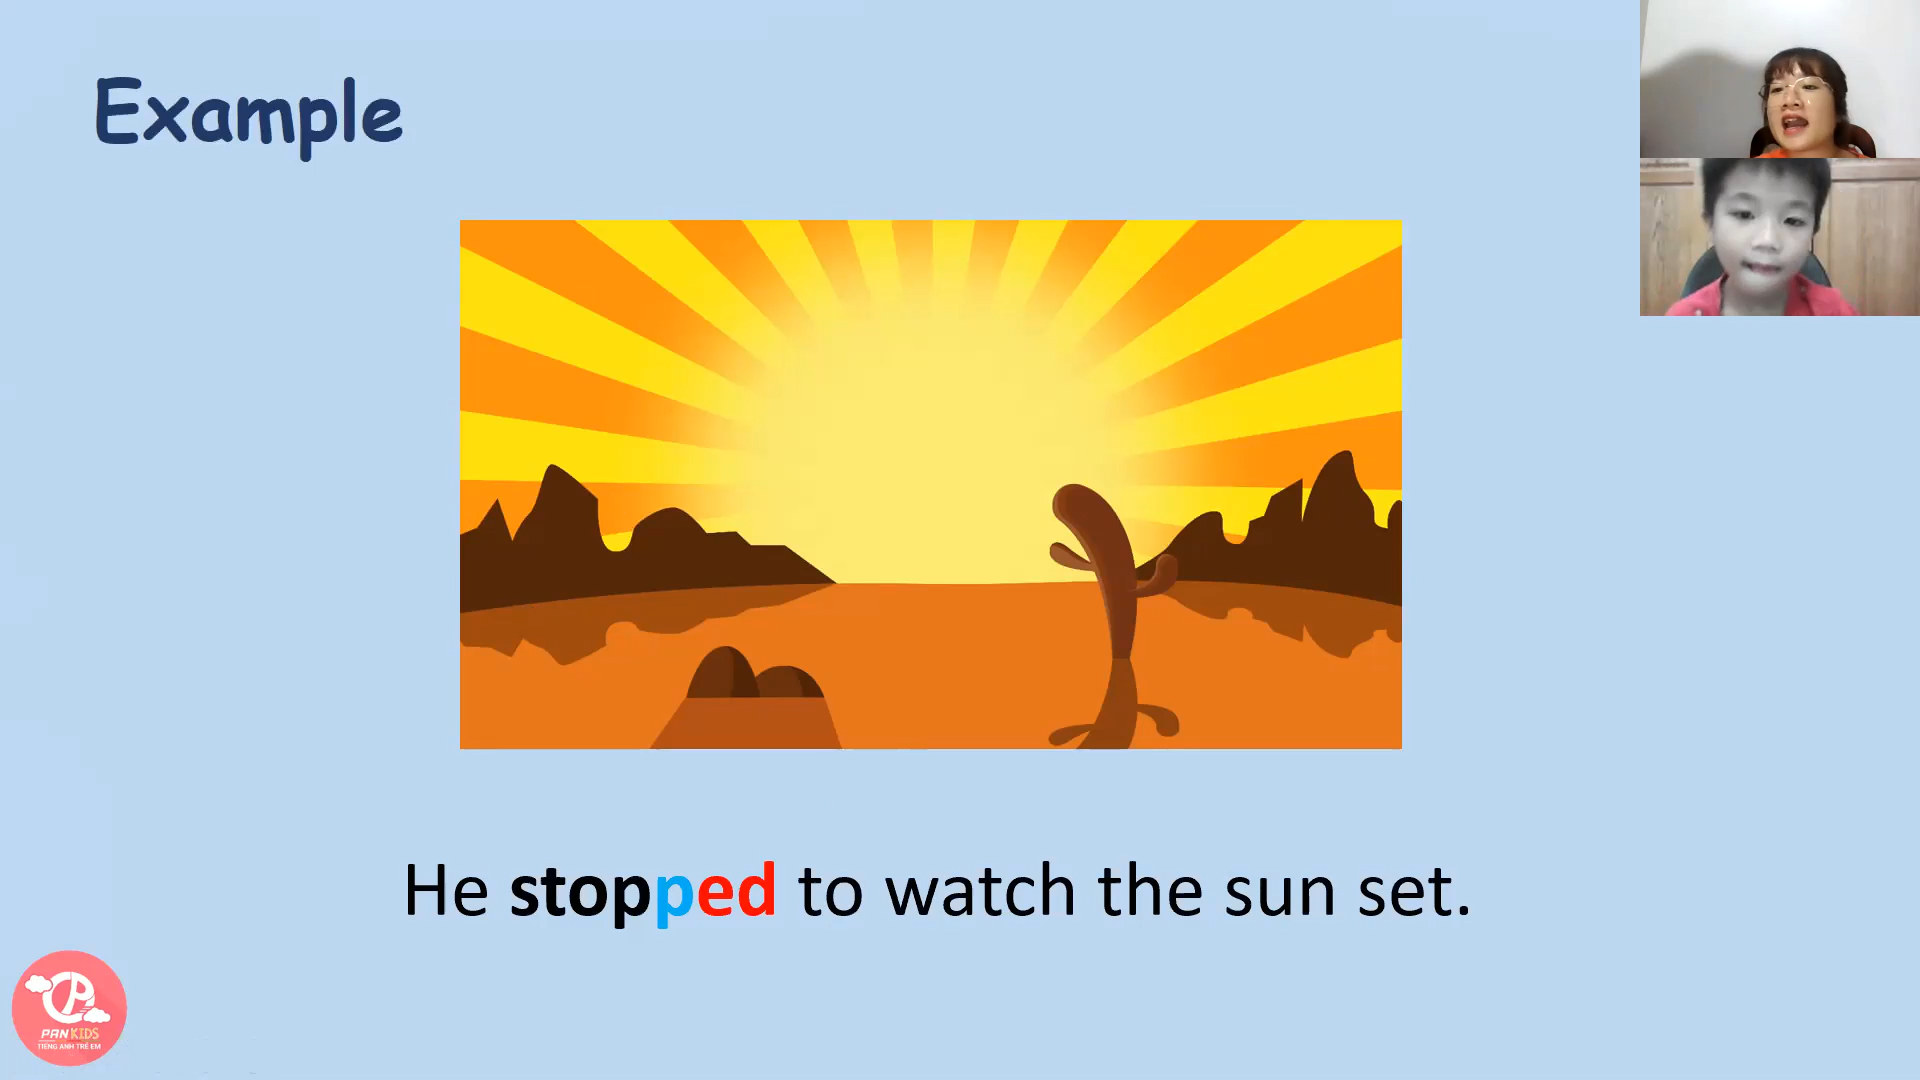 Example
He stopped to watch the sun set.
PAN KIDS
TIẾNG ANH TRẺ EM